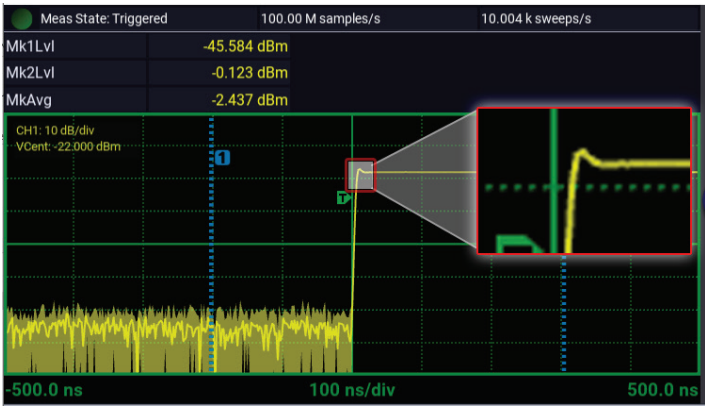 Meas State: Triggered 100.00 M samples/s 10.004 k sweeps/s
Mk1Lvl -45.584 dBm
Mk2Lvl -0.123 dBm
MkAvg -2.437 dBm
CH1: 10 dB/div
VCent: -22.000 dBm
1
T
-500.0 ns 100 ns/div 500.0 ns